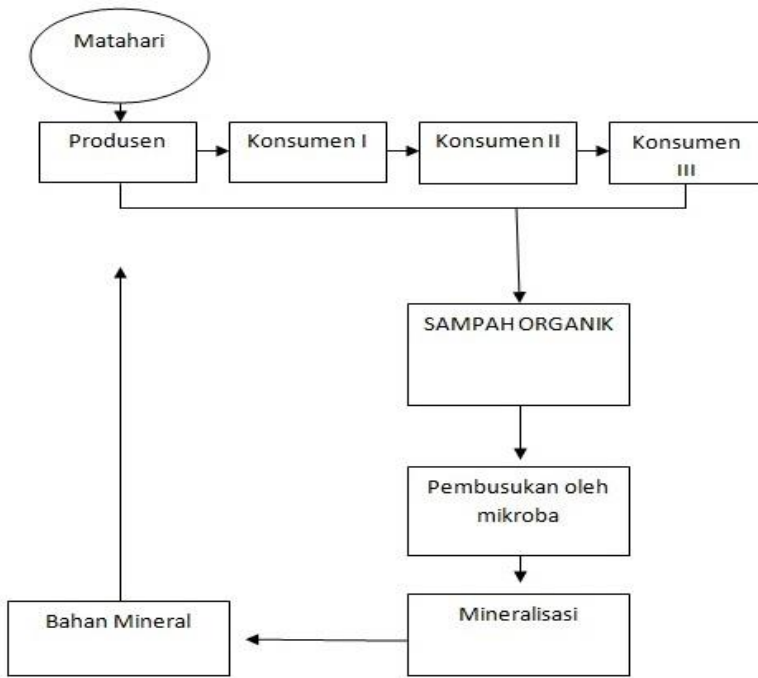 Matahari
Produsen
Konsumen I
Konsumen II
Konsumen
III
SAMPAH ORGANIK
Pembusukan oleh
mikroba
Mineralisasi
Bahan Mineral